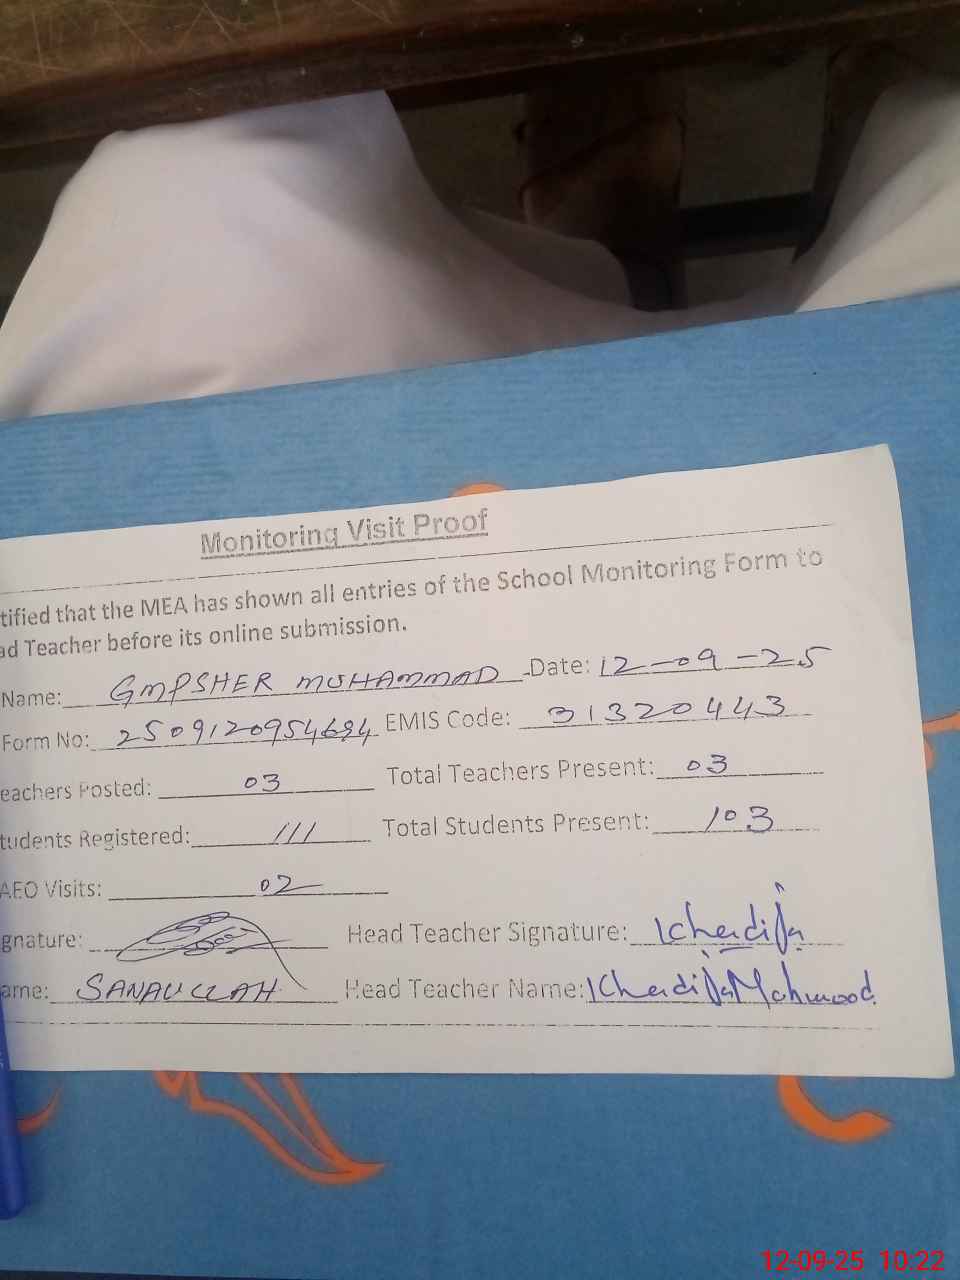 Monitoring Visit Proof
tified that the MEA has shown all entries of the School Monitoring Form to
ad Teacher before its online submission.
Name: GMPSHER MUHAMMAD Date: 12-09-25
Form No: 2509120954694 EMIS Code: 31320443
eachers Posted: 03 Total Teachers Present: 03
tudents Registered: 111 Total Students Present: 103
AEO Visits: 02
gnature: Head Teacher Signature: Khadija
ame: SANAULLAH Head Teacher Name: Khadija Mahmood
12-09-25 10:22